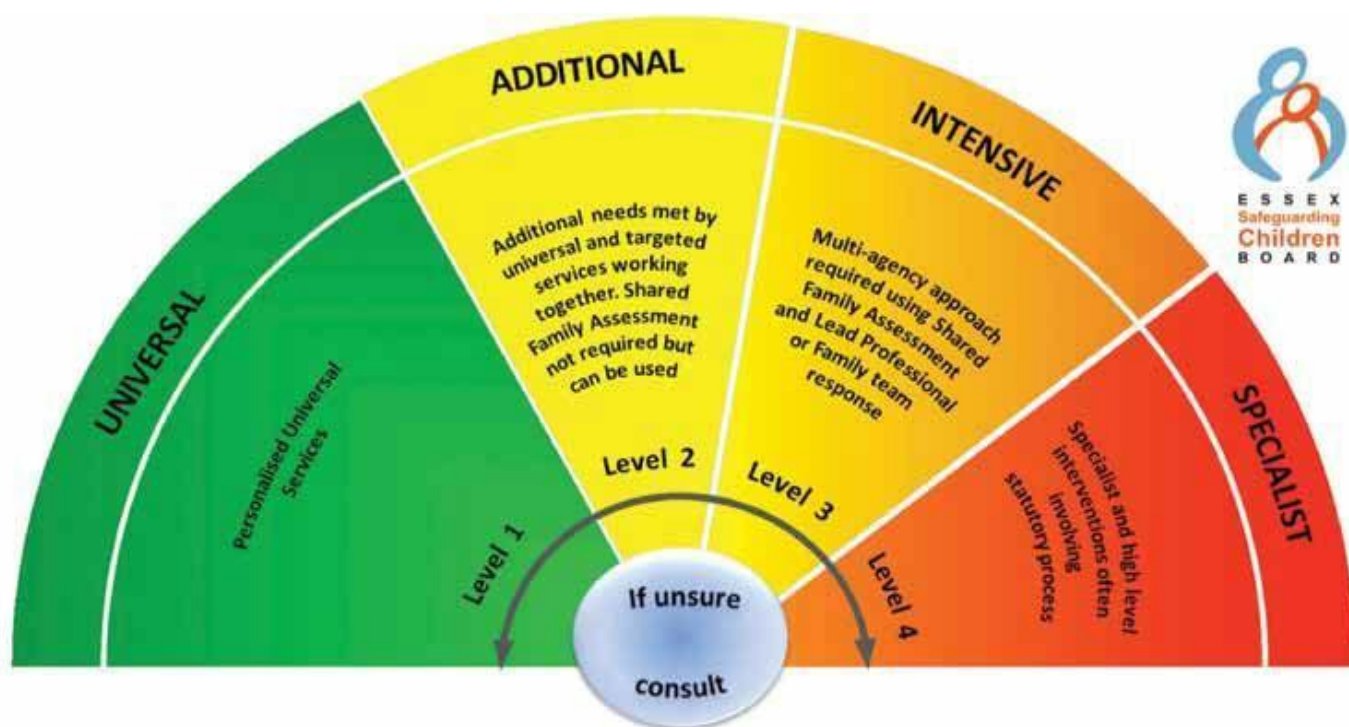 UNIVERSAL
Personalised Universal
Services
Level 1
ADDITIONAL
Additional needs met by
universal and targeted
services working
together. Shared
Family Assessment
not required but
can be used
Level 2
INTENSIVE
Multi-agency approach
required using Shared
Family Assessment
and Lead Professional
or Family team
response
Level 3
SPECIALIST
Specialist and high level
interventions often
involving
statutory process
Level 4
If unsure
consult
ESSEX
Safeguarding
Children
BOARD